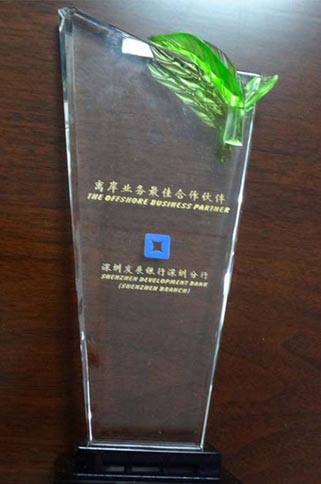 离岸业务最佳合作伙伴
THE OFFSHORE BUSINESS PARTNER
深圳发展银行深圳分行
SHENZHEN DEVELOPMENT BANK
(SHENZHEN BRANCH)